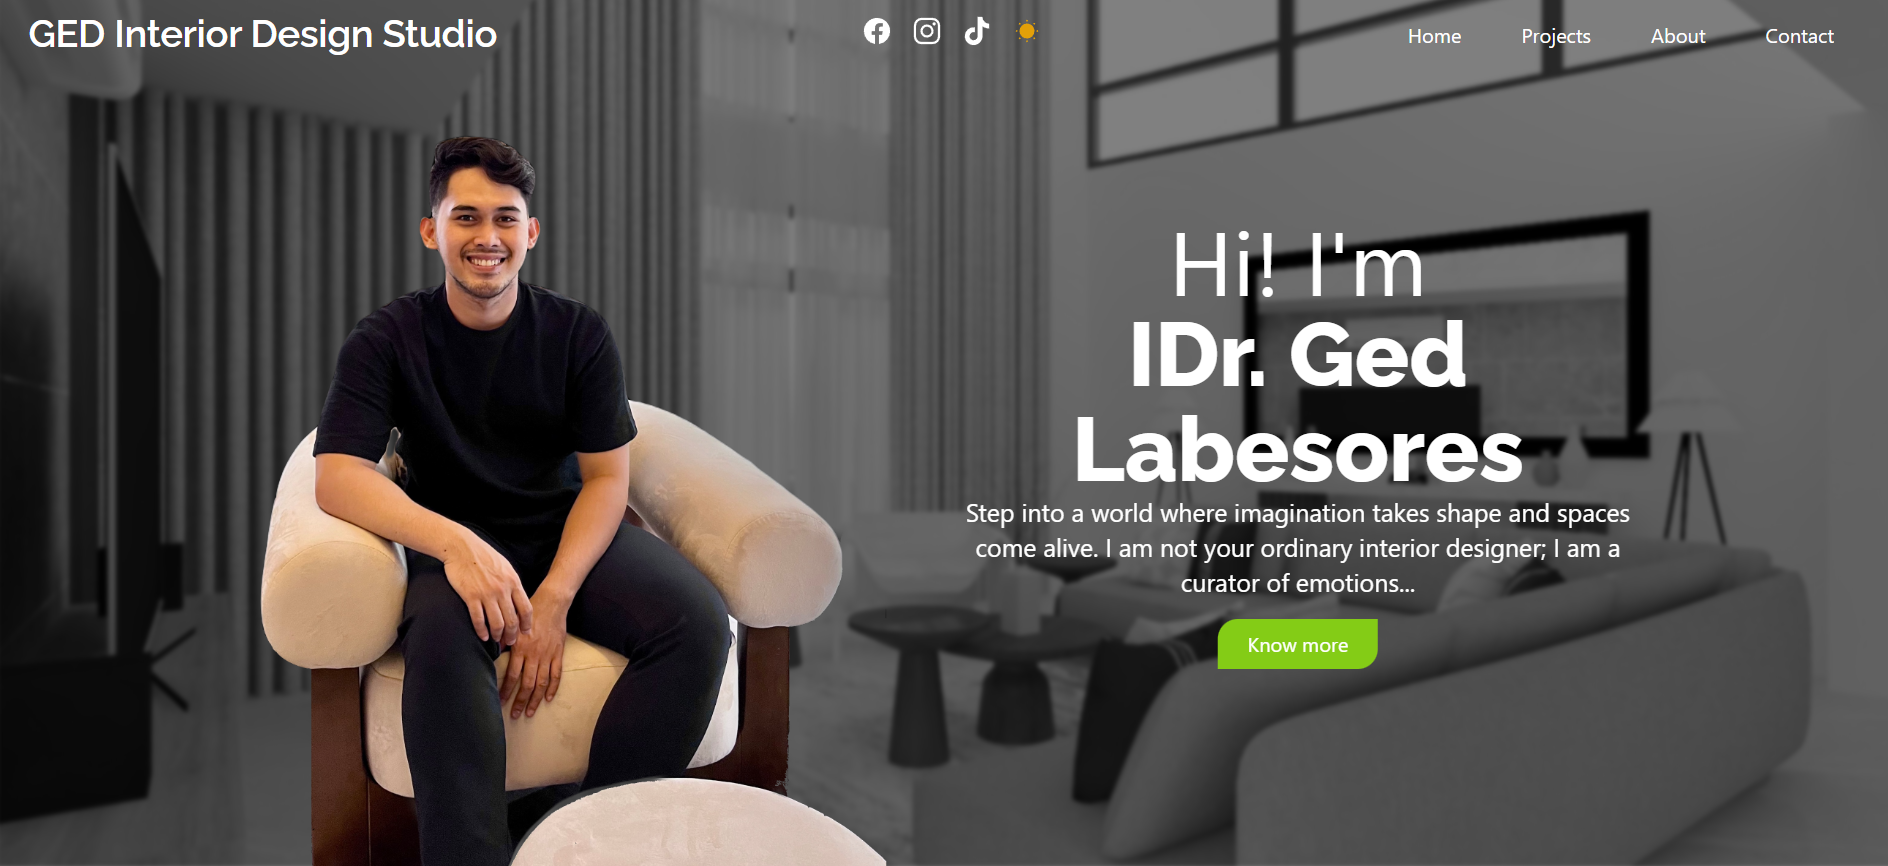 GED Interior Design Studio
Home Projects About Contact
Hi! I'm
IDr. Ged
Labesores
Step into a world where imagination takes shape and spaces
come alive. I am not your ordinary interior designer; I am a
curator of emotions...
Know more